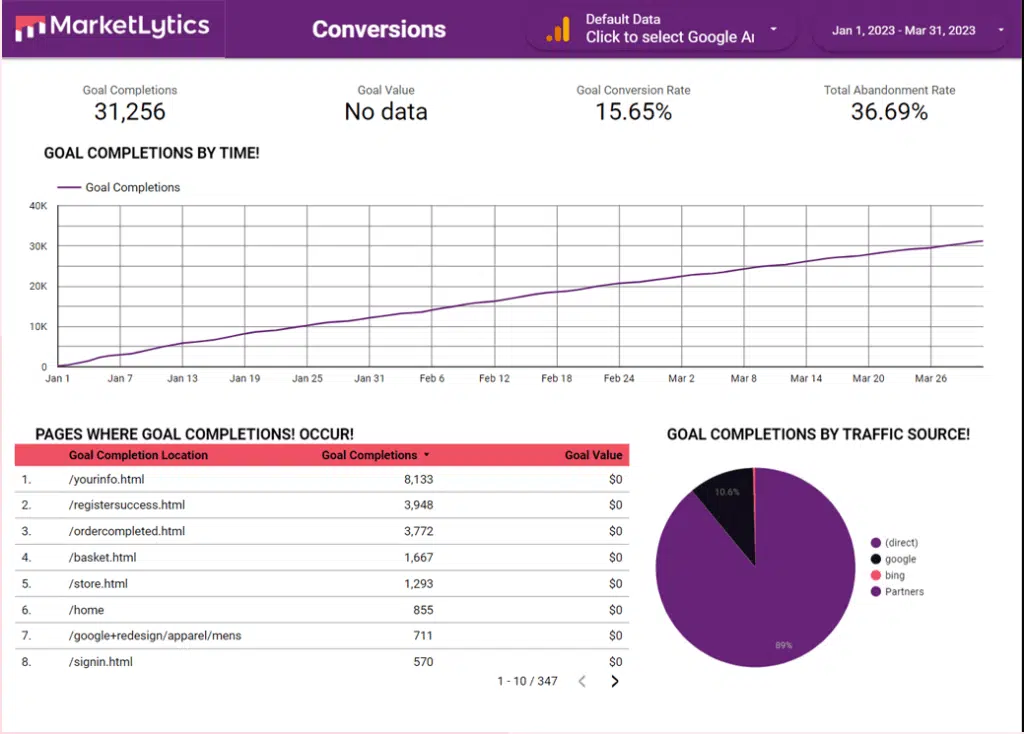 MarketLytics
Conversions
Default Data
Click to select Google Ar
Jan 1, 2023 - Mar 31, 2023
Goal Completions
31,256
Goal Value
No data
Goal Conversion Rate
15.65%
Total Abandonment Rate
36.69%
GOAL COMPLETIONS BY TIME!
Goal Completions
40K
30K
20K
10K
0
Jan 1 Jan 7 Jan 13 Jan 19 Jan 25 Jan 31 Feb 6 Feb 12 Feb 18 Feb 24 Mar 2 Mar 8 Mar 14 Mar 20 Mar 26
PAGES WHERE GOAL COMPLETIONS! OCCUR!
Goal Completion Location Goal Completions Goal Value
1. /yourinfo.html 8,133 $0
2. /registersuccess.html 3,948 $0
3. /ordercompleted.html 3,772 $0
4. /basket.html 1,667 $0
5. /store.html 1,293 $0
6. /home 855 $0
7. /google+redesign/apparel/mens 711 $0
8. /signin.html 570 $0
1 - 10 / 347
GOAL COMPLETIONS BY TRAFFIC SOURCE!
10.6%
89%
(direct)
google
bing
Partners